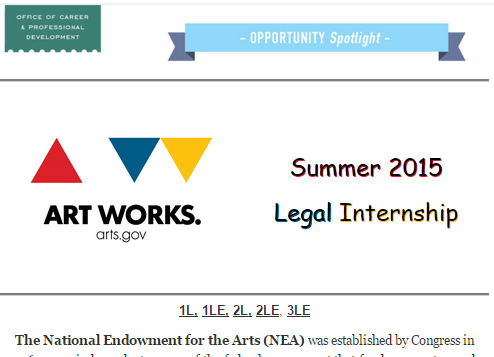 OFFICE OF CAREER
& PROFESSIONAL
DEVELOPMENT
– OPPORTUNITY Spotlight –
Summer 2015
Legal Internship
ART WORKS.
arts.gov
1L, 1LE, 2L, 2LE, 3LE
The National Endowment for the Arts (NEA) was established by Congress in